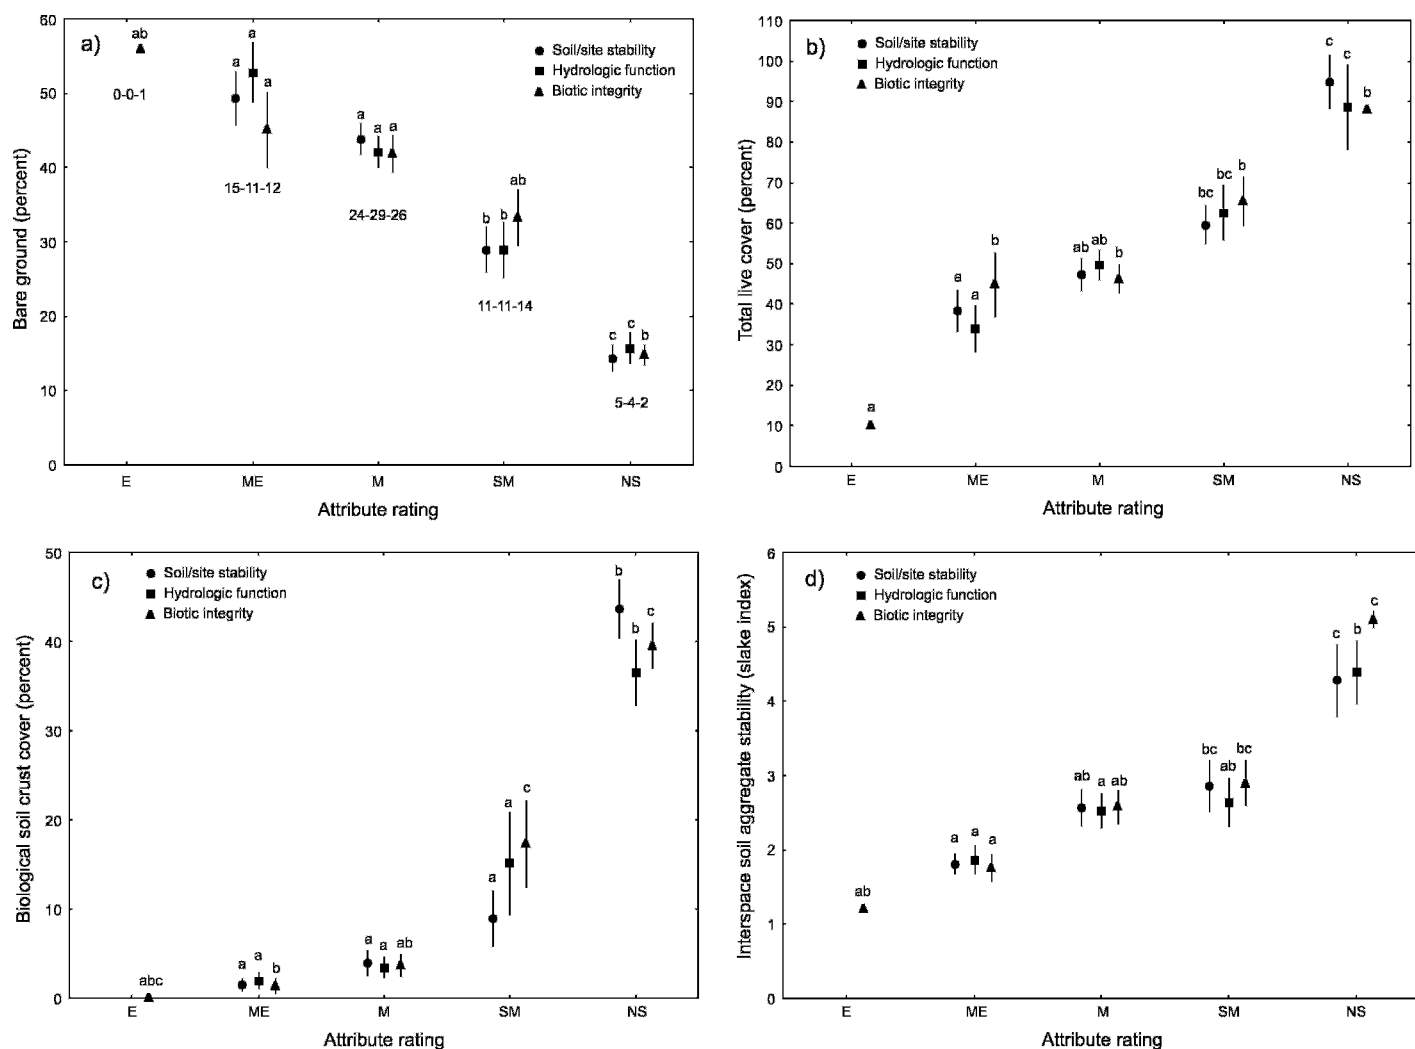 a)
Soil/site stability
Hydrologic function
Biotic integrity
Bare ground (percent)
60
50
40
30
20
10
0
ab
0-0-1
a
a
a
15-11-12
a
a
a
24-29-26
b
b
ab
11-11-14
c
c
b
5-4-2
E
ME
M
SM
NS
Attribute rating
b)
Soil/site stability
Hydrologic function
Biotic integrity
Total live cover (percent)
110
100
90
80
70
60
50
40
30
20
10
0
a
a
a
b
ab
ab
b
bc
bc
b
c
c
b
E
ME
M
SM
NS
Attribute rating
c)
Soil/site stability
Hydrologic function
Biotic integrity
Biological soil crust cover (percent)
50
40
30
20
10
0
abc
a
a
b
a
a
ab
a
a
c
b
b
c
E
ME
M
SM
NS
Attribute rating
d)
Soil/site stability
Hydrologic function
Biotic integrity
Interspace soil aggregate stability (slake index)
6
5
4
3
2
1
0
ab
a
a
a
ab
a
ab
bc
ab
bc
c
b
c
E
ME
M
SM
NS
Attribute rating